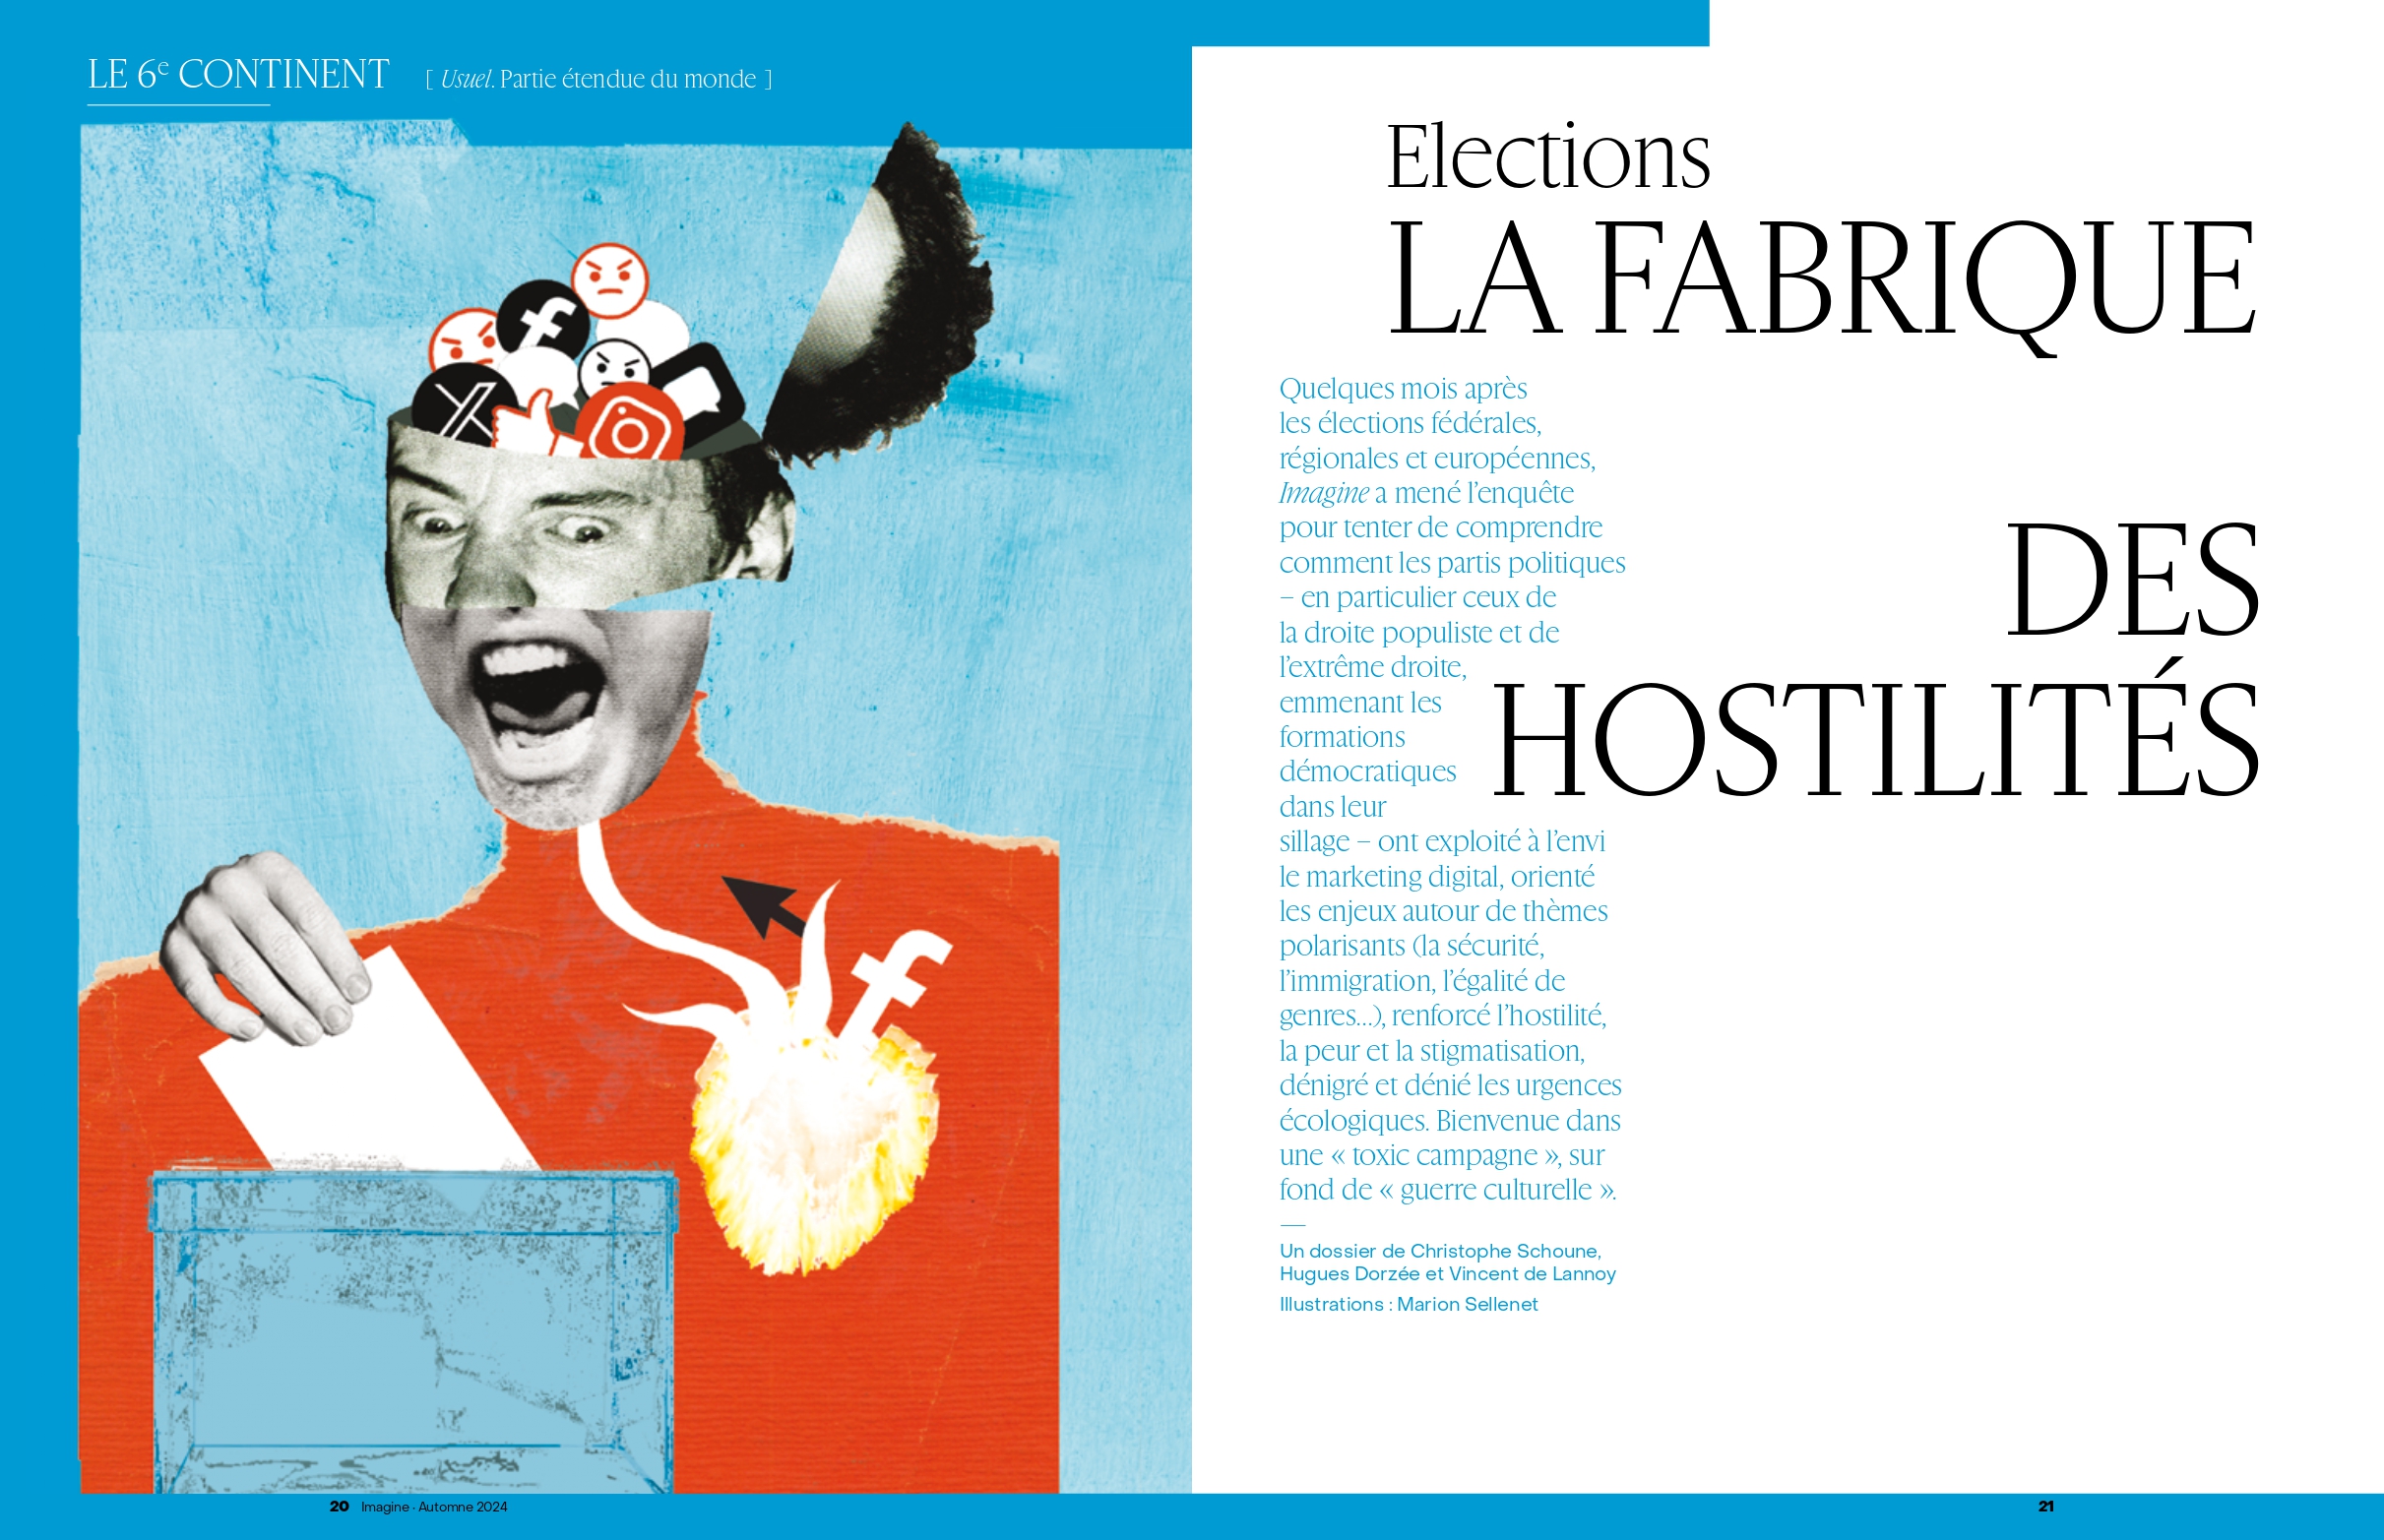 LE 6e CONTINENT [ Usuel. Partie étendue du monde ]
Elections
LA FABRIQUE
DES
HOSTILITÉS
Quelques mois après
les élections fédérales,
régionales et européennes,
Imagine a mené l’enquête
pour tenter de comprendre
comment les partis politiques
– en particulier ceux de
la droite populiste et de
l’extrême droite,
emmenant les
formations
démocratiques
dans leur
sillage – ont exploité à l’envi
le marketing digital, orienté
les enjeux autour de thèmes
polarisants (la sécurité,
l’immigration, l’égalité de
genres...), renforcé l’hostilité,
la peur et la stigmatisation,
dénigré et dénié les urgences
écologiques. Bienvenue dans
une « toxic campagne », sur
fond de « guerre culturelle ».
—
Un dossier de Christophe Schoune,
Hugues Dorzée et Vincent de Lannoy
Illustrations : Marion Sellenet
20 Imagine · Automne 2024
21